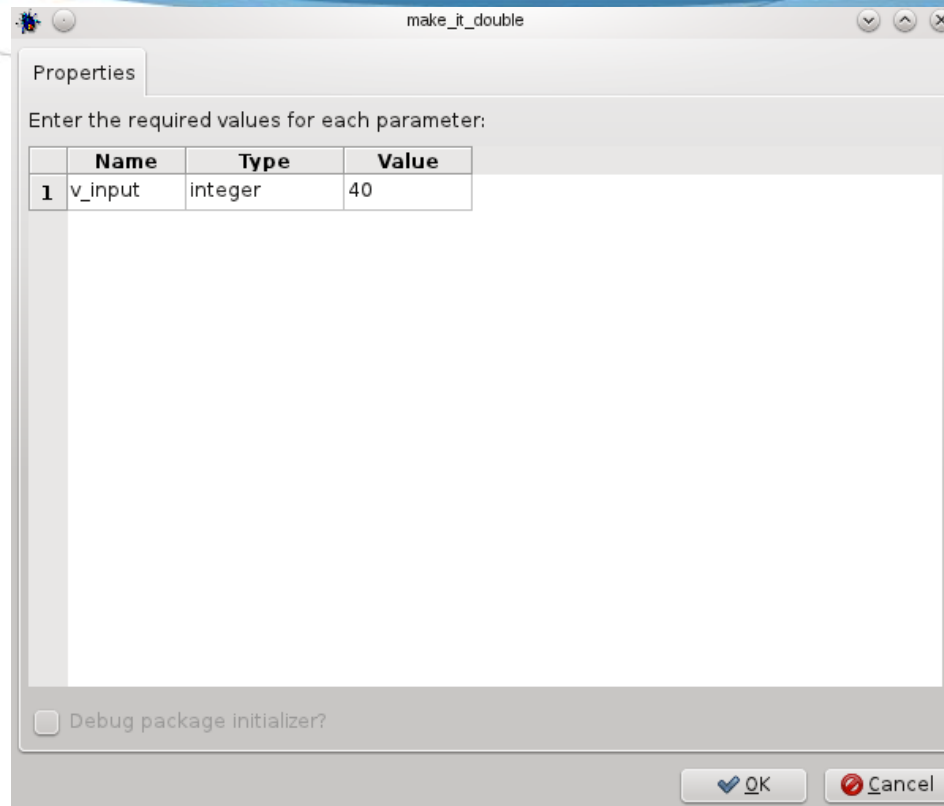 make_it_double
Properties
Enter the required values for each parameter:
Name Type Value
1 v_input integer 40
Debug package initializer?
OK Cancel